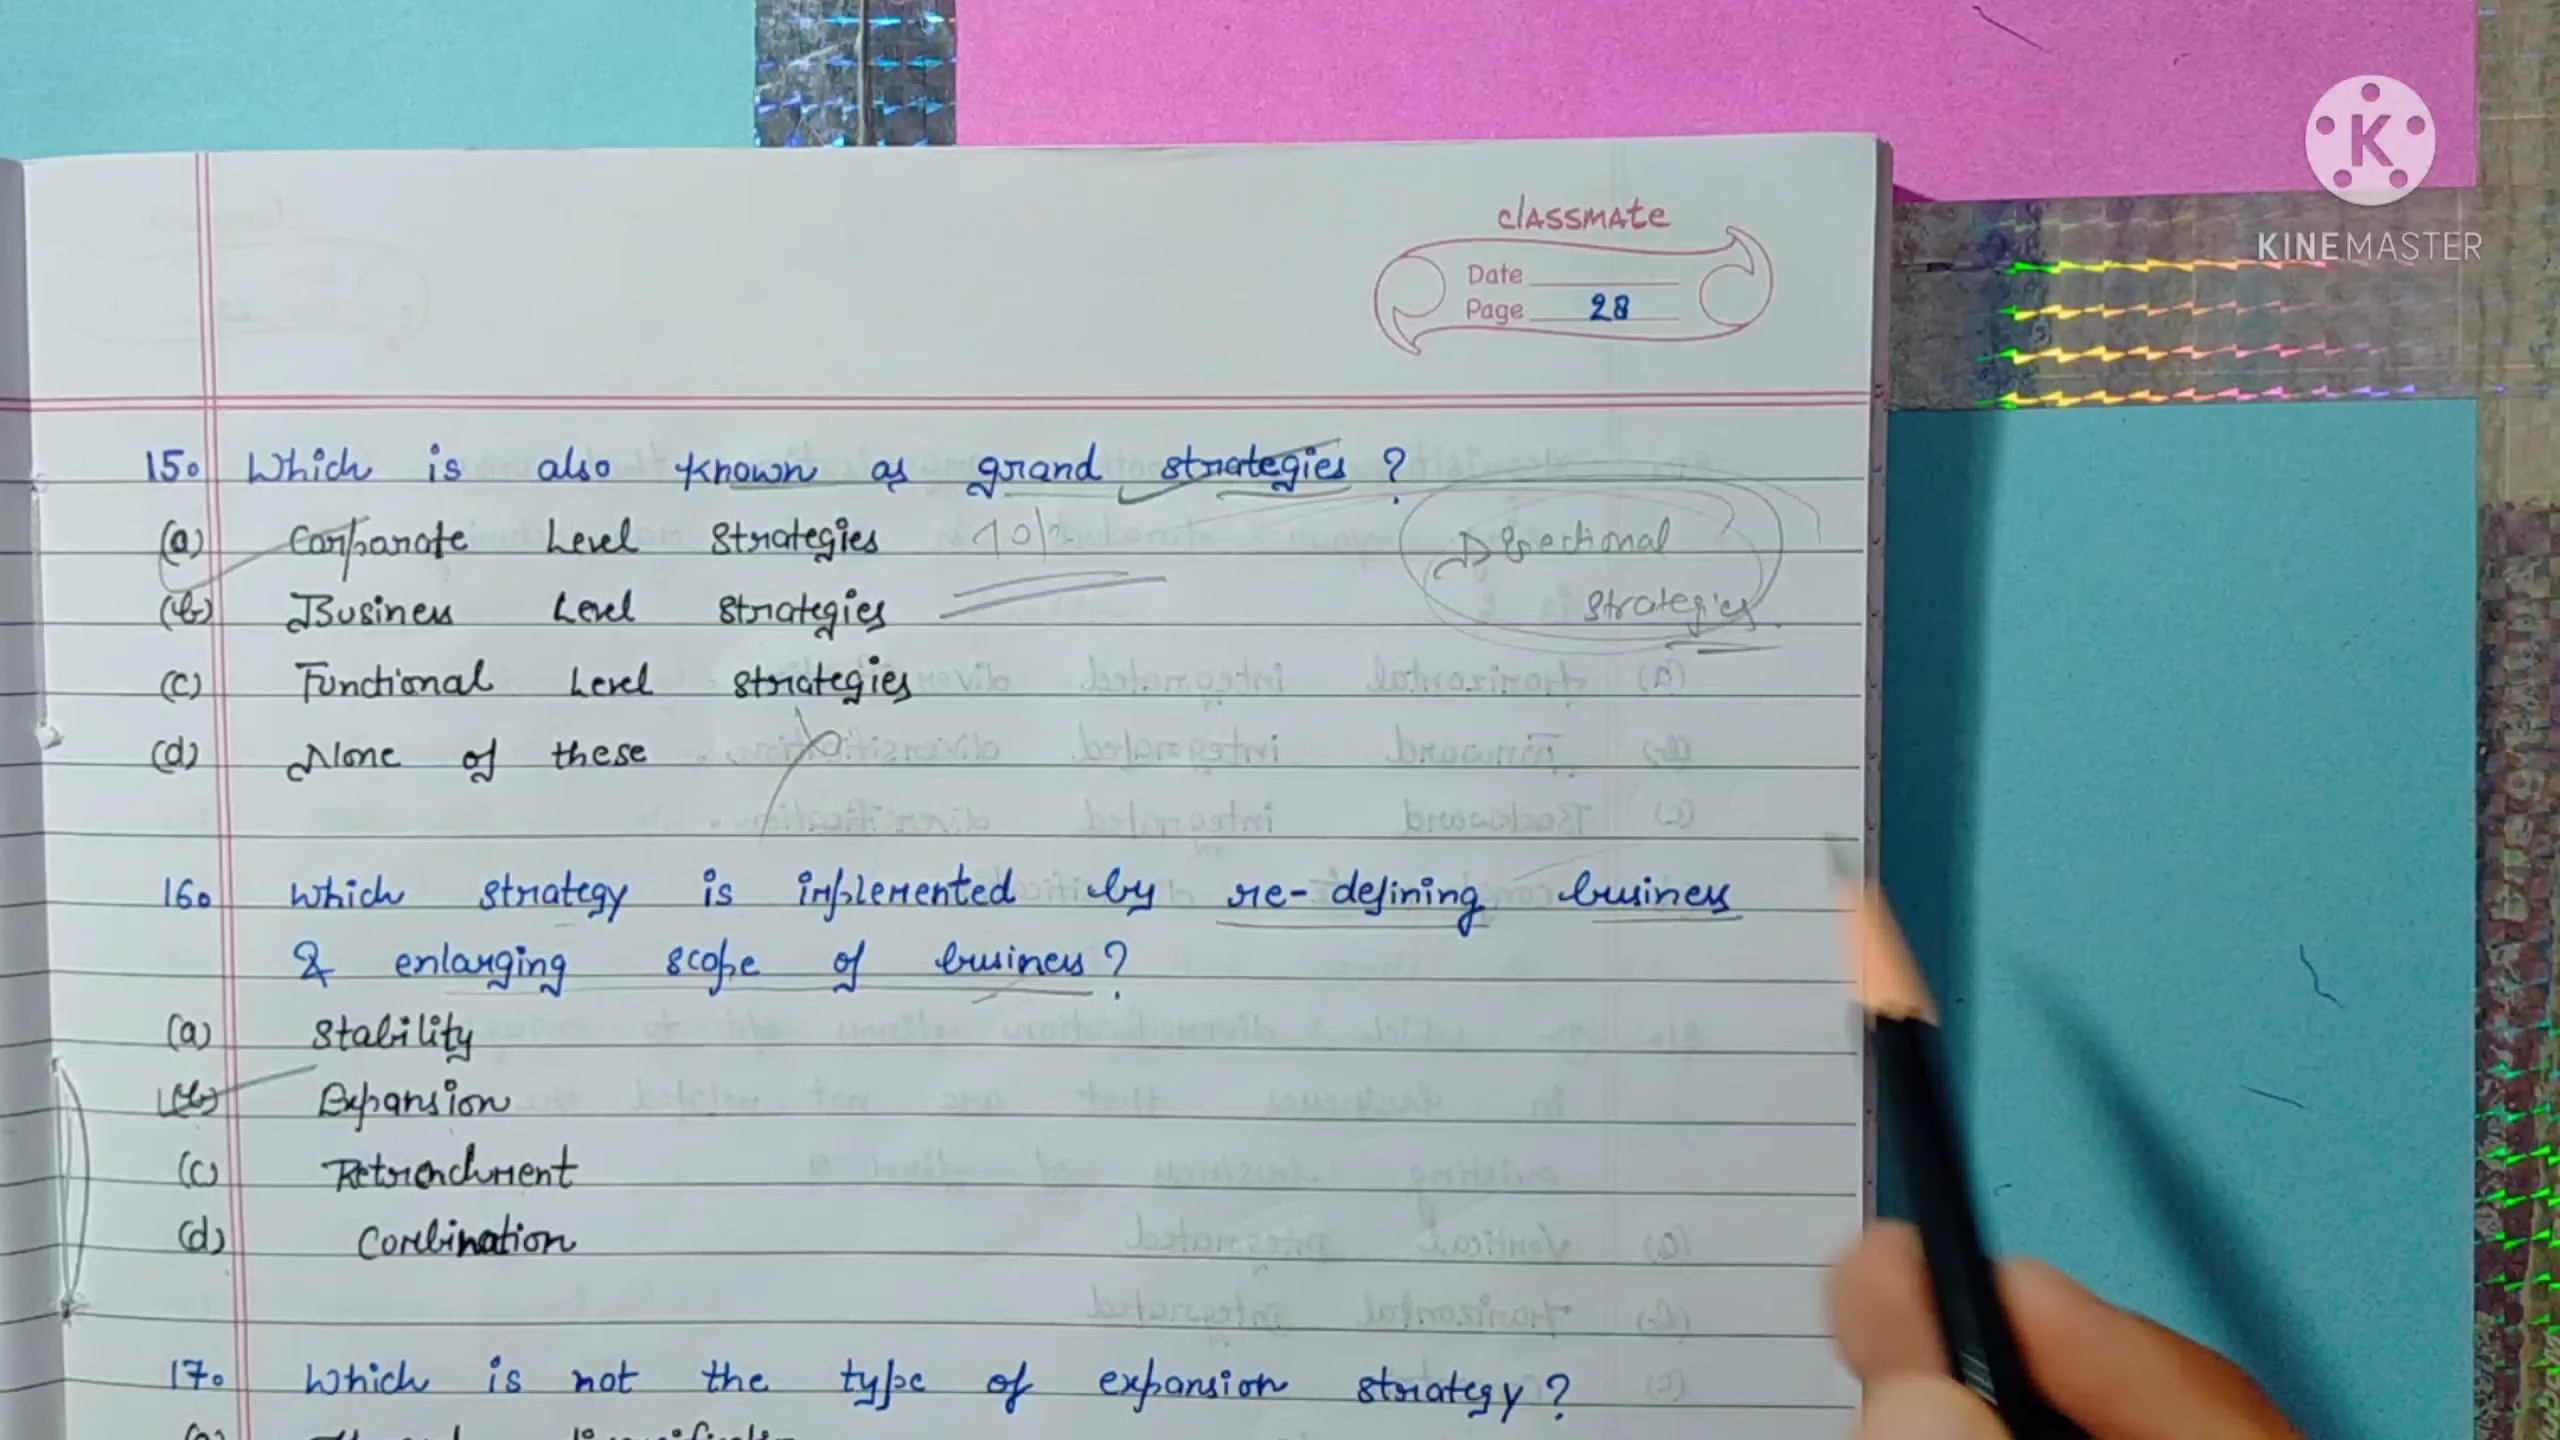 KINEMASTER
classmate
Date
Page 28
15. Which is also known as grand strategies ?
(a) Corporate Level Strategies
Directional
Strategies
(b) Business Level Strategies
(c) Functional Level Strategies
(d) None of these
16. Which strategy is implemented by re-defining business
& enlarging scope of business ?
(a) Stability
(b) Expansion
(c) Retrenchment
(d) Combination
17. Which is not the type of expansion strategy ?